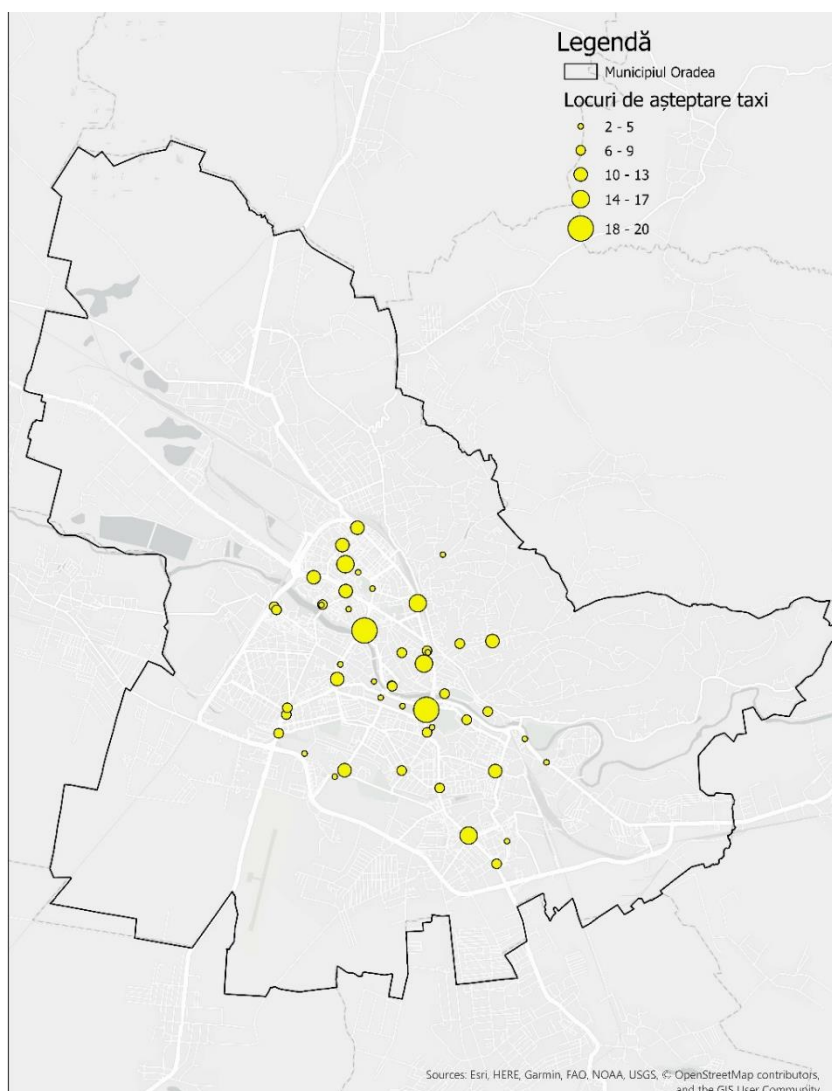 Legendă
Municipiul Oradea
Locuri de așteptare taxi
2 - 5
6 - 9
10 - 13
14 - 17
18 - 20
Sources: Esri, HERE, Garmin, FAO, NOAA, USGS, © OpenStreetMap contributors,
and the GIS User Community